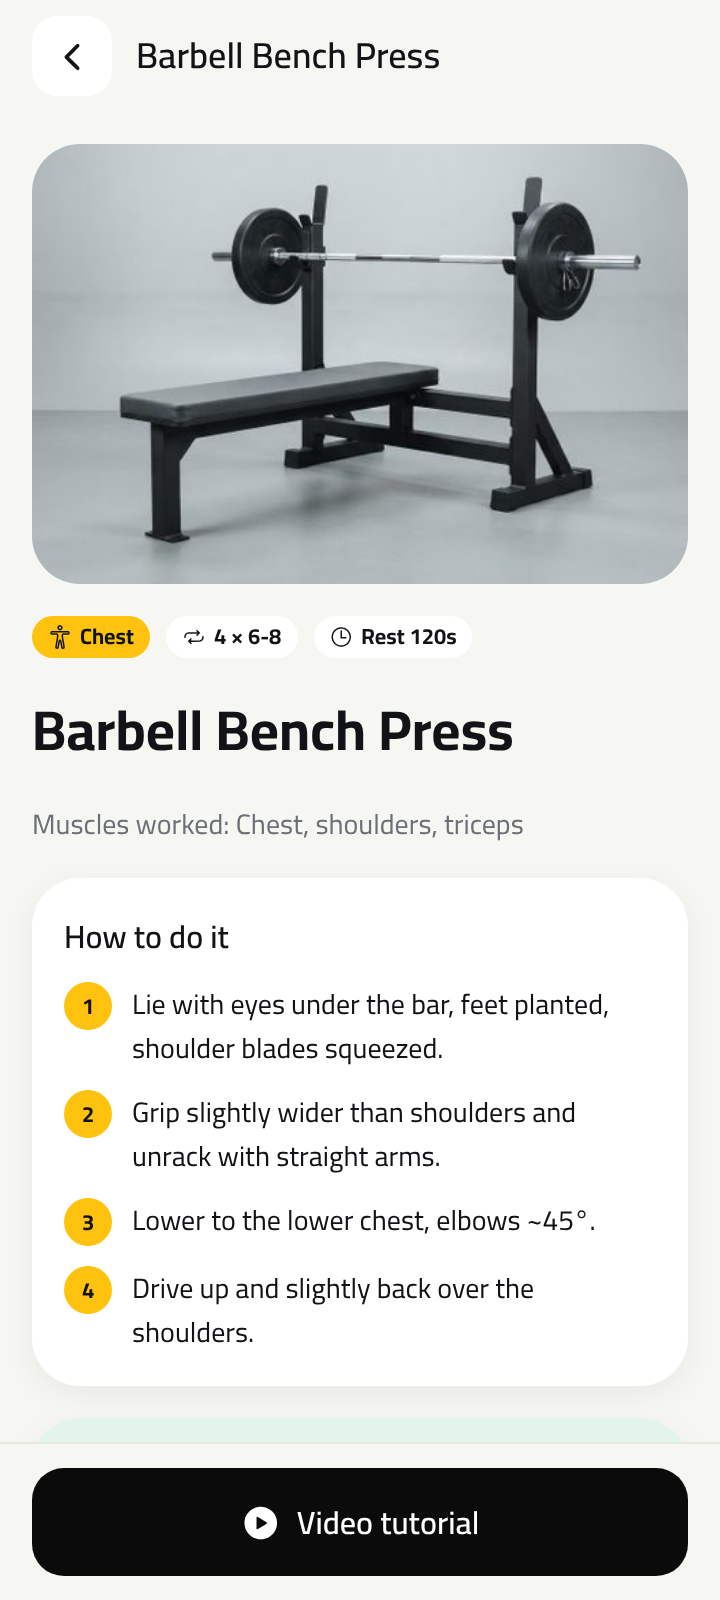 Barbell Bench Press
Chest
4 × 6-8
Rest 120s
Barbell Bench Press
Muscles worked: Chest, shoulders, triceps
How to do it
1 Lie with eyes under the bar, feet planted,
shoulder blades squeezed.
2 Grip slightly wider than shoulders and
unrack with straight arms.
3 Lower to the lower chest, elbows ~45°.
4 Drive up and slightly back over the
shoulders.
Video tutorial